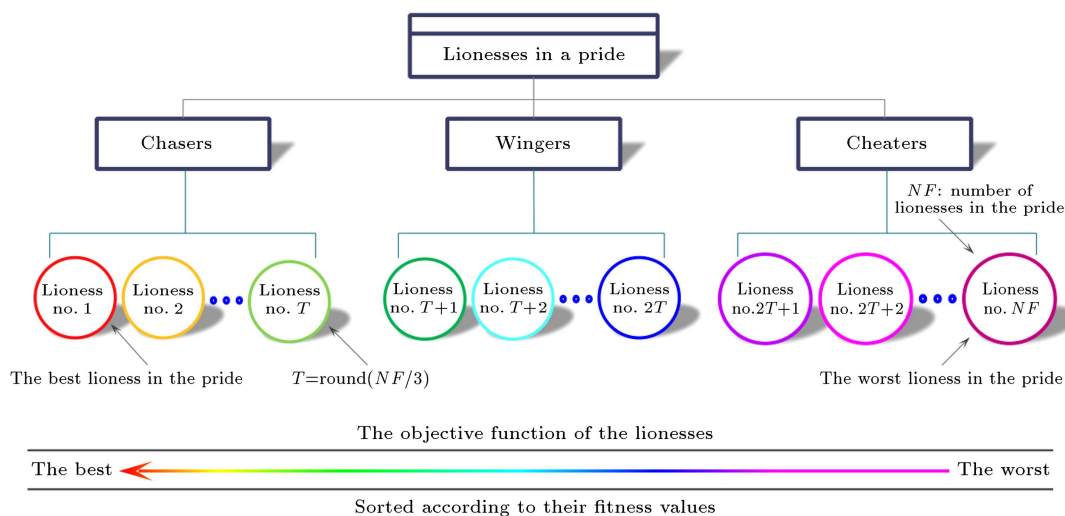 Lionesses in a pride
Chasers
Wingers
Cheaters
NF: number of
lionesses in the pride
Lioness
no. 1
Lioness
no. 2
Lioness
no. T
Lioness
no. T+1
Lioness
no. T+2
Lioness
no. 2T
Lioness
no.2T+1
Lioness
no. 2T+2
Lioness
no. NF
The best lioness in the pride
T=round(NF/3)
The worst lioness in the pride
The objective function of the lionesses
The best
The worst
Sorted according to their fitness values